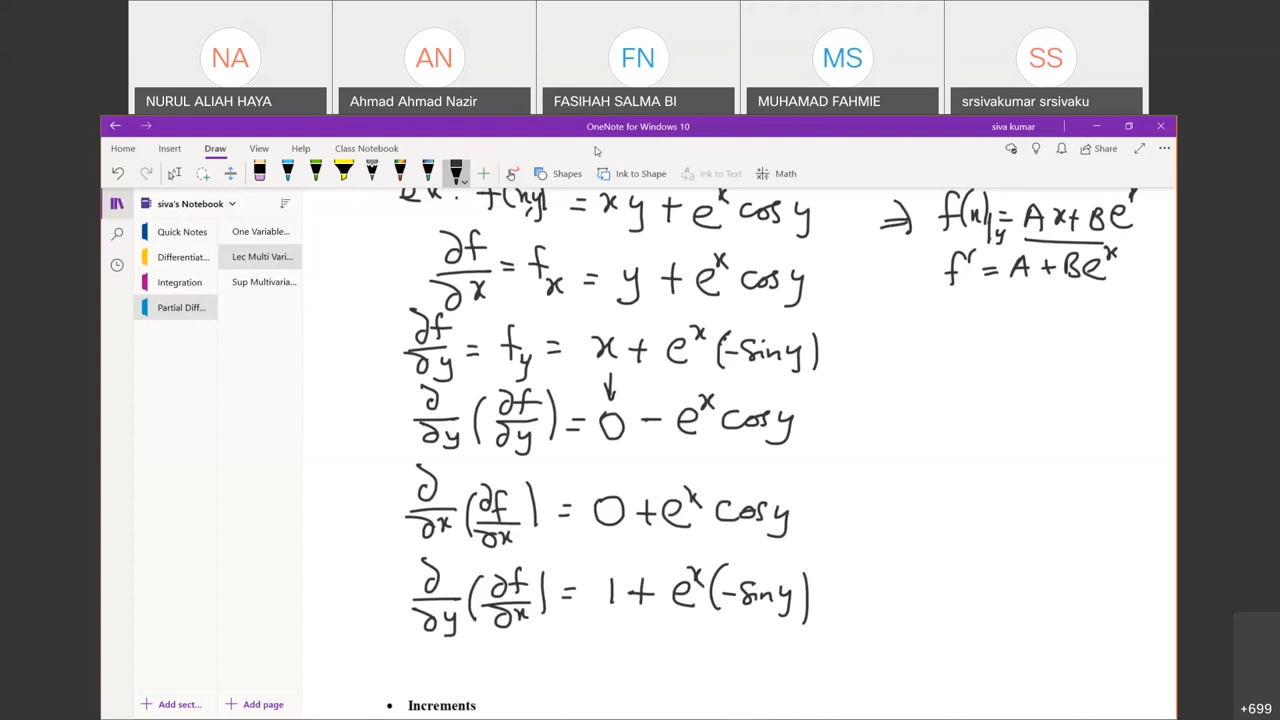 NA
AN
FN
MS
SS
NURUL ALIAH HAYA
Ahmad Ahmad Nazir
FASIHAH SALMA BI
MUHAMAD FAHMIE
srsivakumar srsivaku
OneNote for Windows 10
siva kumar
Home Insert Draw View Help Class Notebook
Share
Shapes
Ink to Shape
Ink to Text
Math
siva's Notebook
Quick Notes
Differentiat...
Integration
Partial Diff...
One Variable...
Lec Multi Vari...
Sup Multivaria...
ex: f(x,y) = xy + e^x cos y
⇒ f(x)|_y = Ax + Be^x
f' = A + Be^x
∂f/∂x = f_x = y + e^x cos y
∂f/∂y = f_y = x + e^x (-sin y)
↓
∂/∂y (∂f/∂y) = 0 - e^x cos y
∂/∂x (∂f/∂x) = 0 + e^x cos y
∂/∂y (∂f/∂x) = 1 + e^x (-sin y)
• Increments
Add sect...
Add page
+699